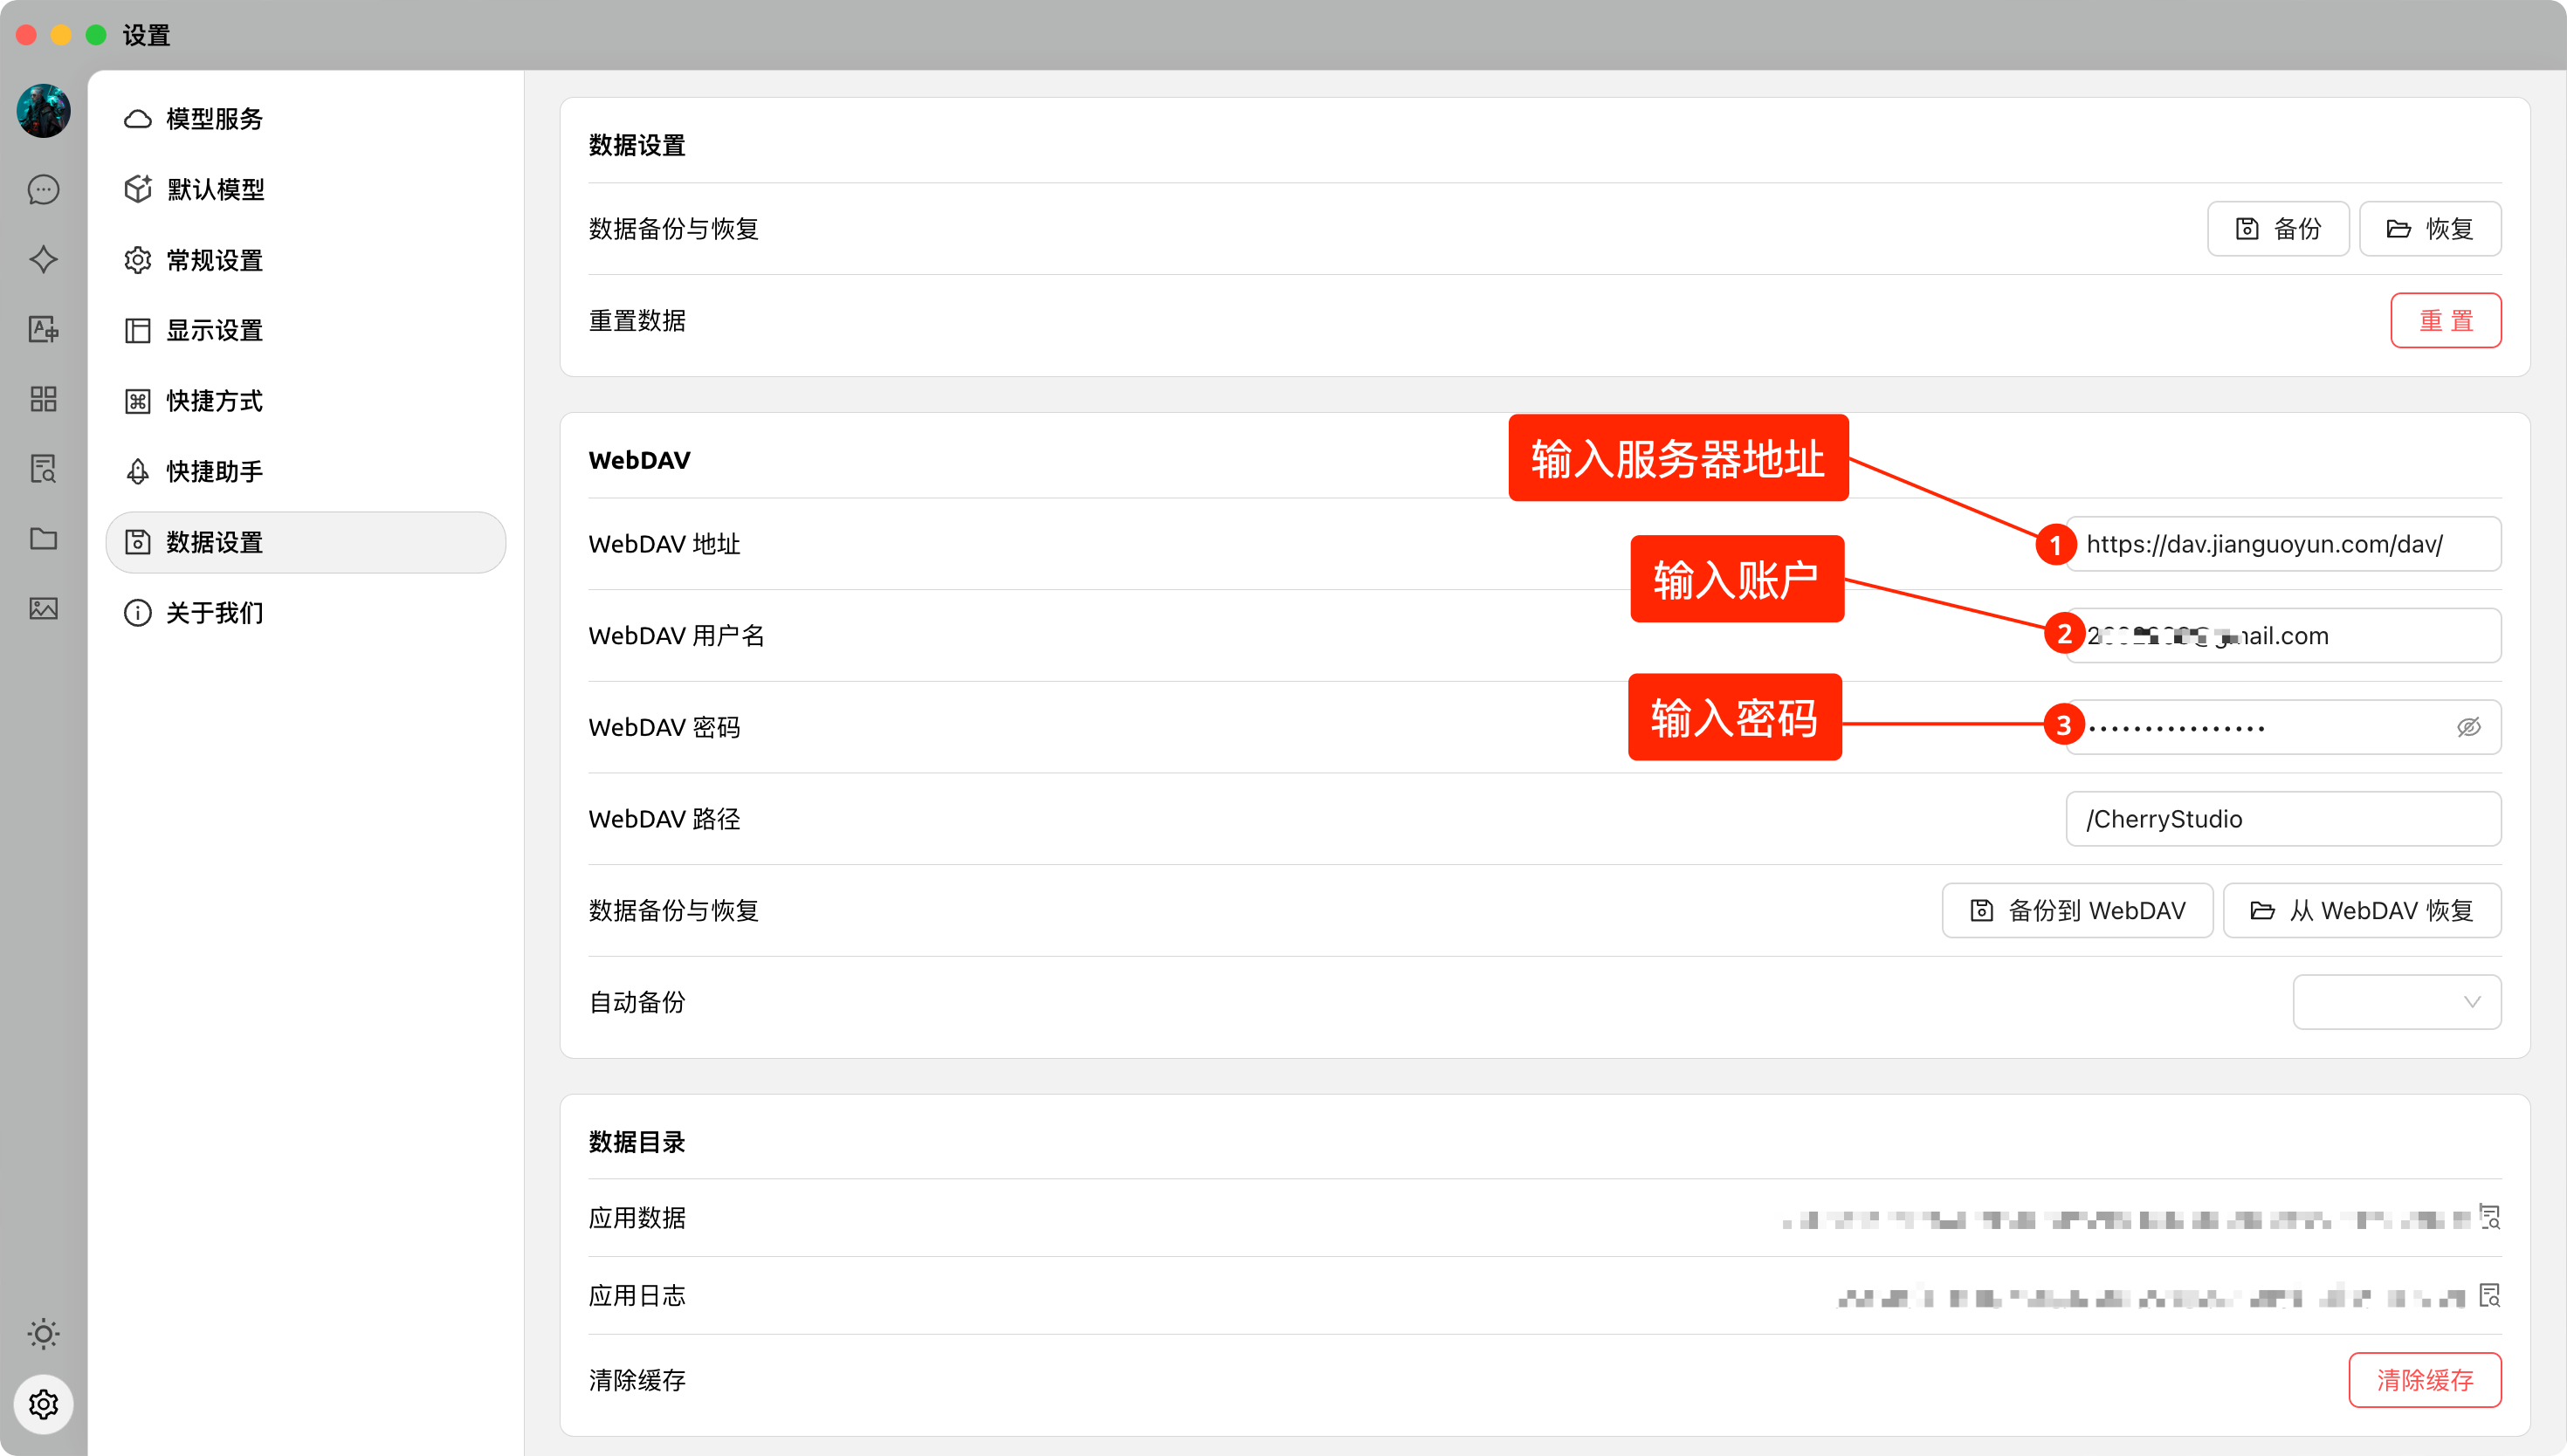 设置
模型服务
默认模型
常规设置
显示设置
快捷方式
快捷助手
数据设置
关于我们
数据设置
数据备份与恢复
备份
恢复
重置数据
重 置
WebDAV
输入服务器地址
WebDAV 地址
1
https://dav.jianguoyun.com/dav/
输入账户
WebDAV 用户名
2
mail.com
输入密码
WebDAV 密码
3
WebDAV 路径
/CherryStudio
数据备份与恢复
备份到 WebDAV
从 WebDAV 恢复
自动备份
数据目录
应用数据
应用日志
清除缓存
清除缓存